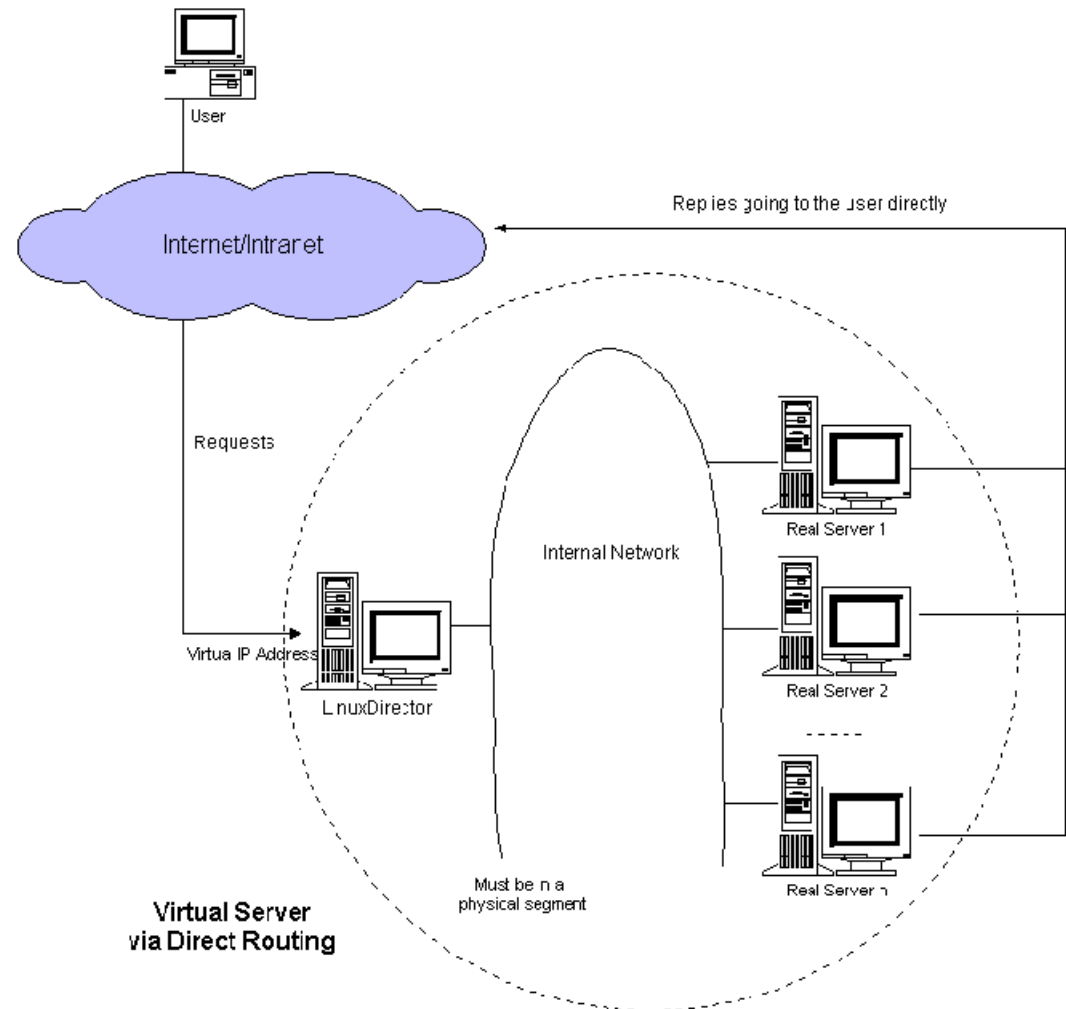 User
Internet/Intranet
Replies going to the user directly
Requests
Internal Network
Real Server 1
Virtua IP Address
LinuxDirector
Real Server 2
Real Server n
Must be in a
physical segment
Virtual Server
via Direct Routing